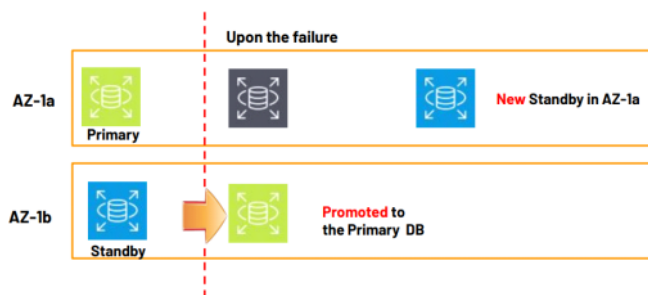 Upon the failure
AZ-1a
Primary
New Standby in AZ-1a
AZ-1b
Standby
Promoted to
the Primary DB